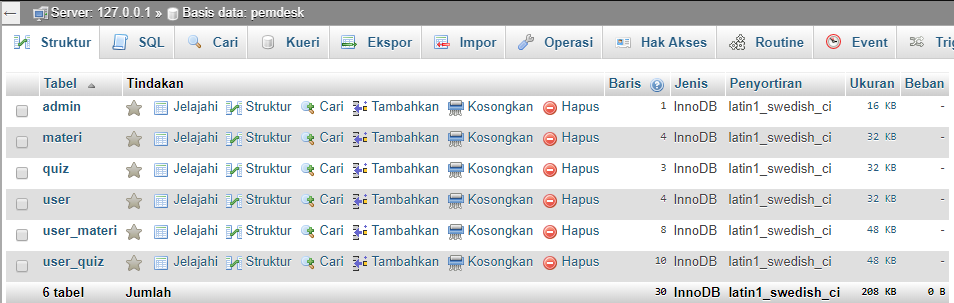 ← Server: 127.0.0.1 » Basis data: pemdesk
Struktur SQL Cari Kueri Ekspor Impor Operasi Hak Akses Routine Event
Tabel Tindakan Baris Jenis Penyortiran Ukuran Beban
admin Jelajahi Struktur Cari Tambahkan Kosongkan Hapus 1 InnoDB latin1_swedish_ci 16 KB -
materi Jelajahi Struktur Cari Tambahkan Kosongkan Hapus 4 InnoDB latin1_swedish_ci 32 KB -
quiz Jelajahi Struktur Cari Tambahkan Kosongkan Hapus 3 InnoDB latin1_swedish_ci 32 KB -
user Jelajahi Struktur Cari Tambahkan Kosongkan Hapus 4 InnoDB latin1_swedish_ci 32 KB -
user_materi Jelajahi Struktur Cari Tambahkan Kosongkan Hapus 8 InnoDB latin1_swedish_ci 48 KB -
user_quiz Jelajahi Struktur Cari Tambahkan Kosongkan Hapus 10 InnoDB latin1_swedish_ci 48 KB -
6 tabel Jumlah 30 InnoDB latin1_swedish_ci 208 KB 0 B